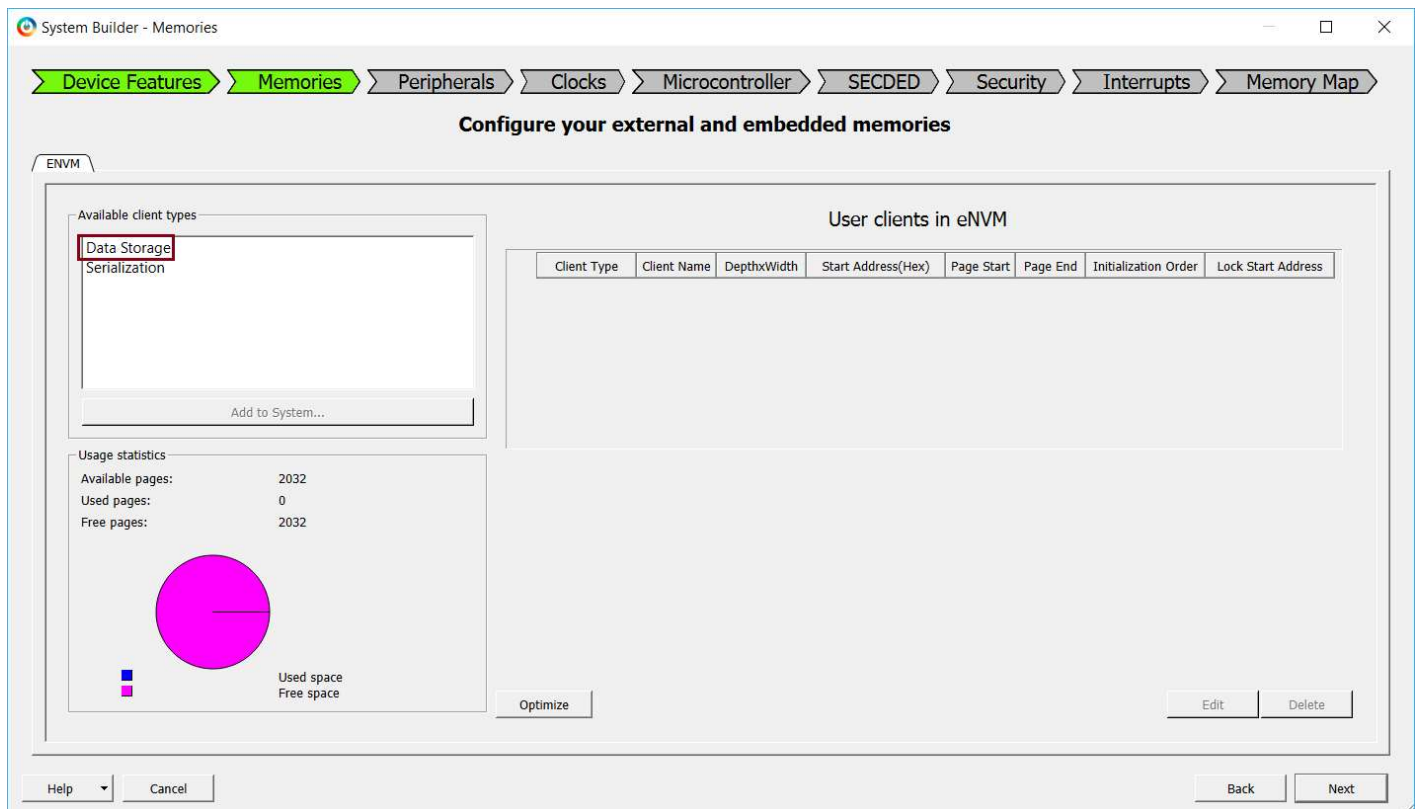 System Builder - Memories
Device Features Memories Peripherals Clocks Microcontroller SECDED Security Interrupts Memory Map
Configure your external and embedded memories
ENVM
Available client types
Data Storage
Serialization
Add to System...
Usage statistics
Available pages: 2032
Used pages: 0
Free pages: 2032
Used space
Free space
User clients in eNVM
Client Type Client Name DepthxWidth Start Address(Hex) Page Start Page End Initialization Order Lock Start Address
Optimize Edit Delete
Help Cancel Back Next